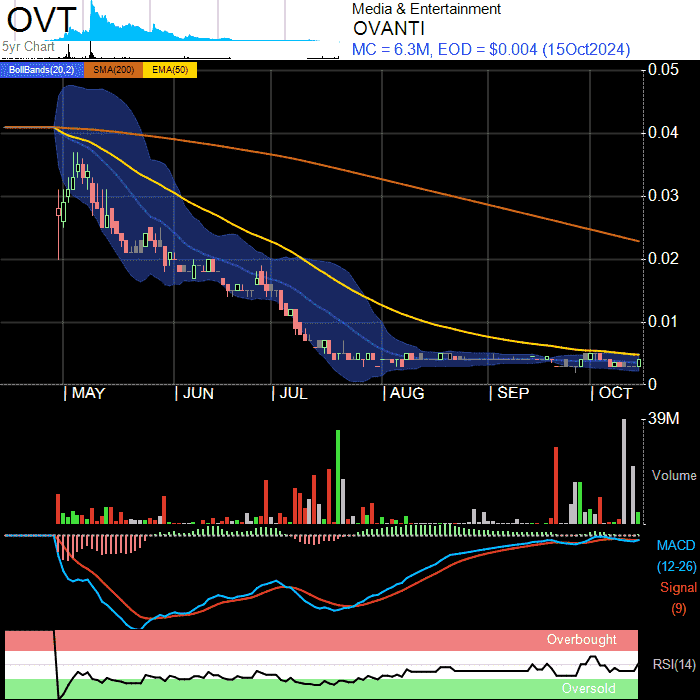 OVT
5yr Chart
Media & Entertainment
OVANTI
MC = 6.3M, EOD = $0.004 (15Oct2024)
BollBands(20,2) SMA(200) EMA(50)
0.05
0.04
0.03
0.02
0.01
0
MAY JUN JUL AUG SEP OCT
39M
Volume
MACD
(12-26)
Signal
(9)
Overbought
RSI(14)
Oversold